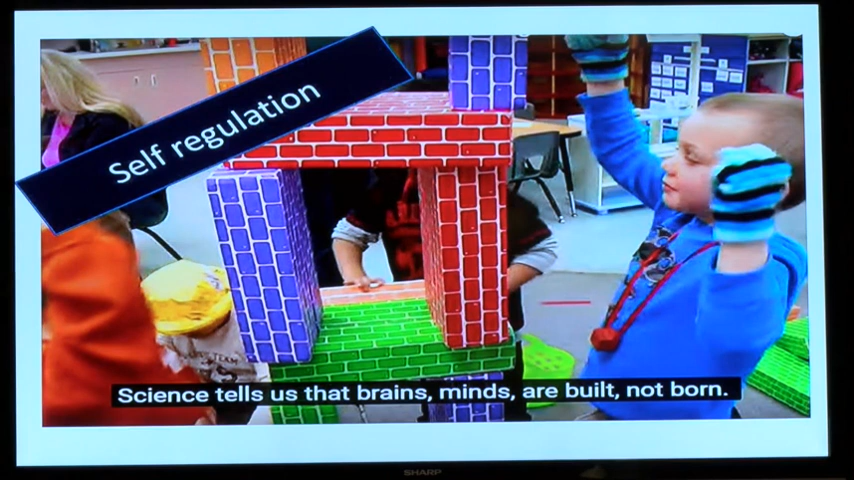 Self regulation
Science tells us that brains, minds, are built, not born.
SHARP